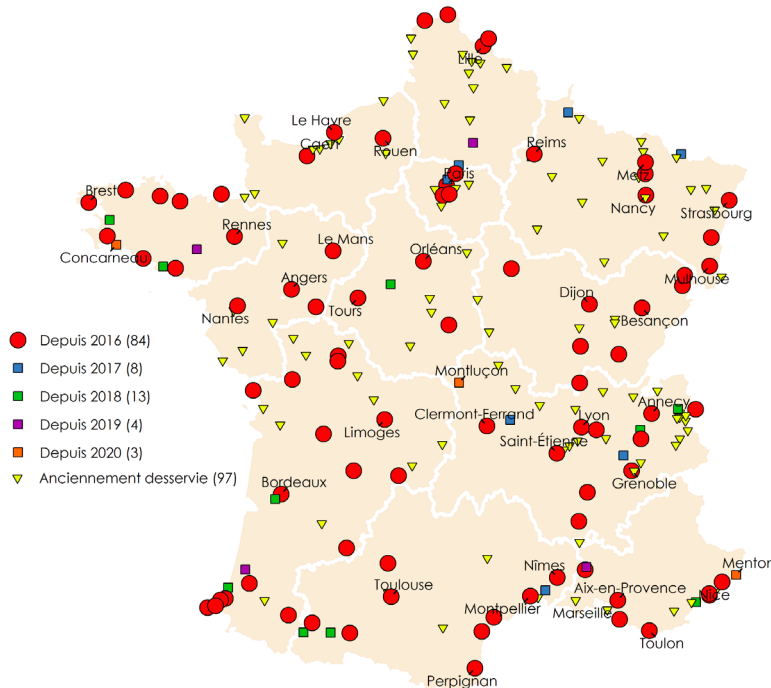 Lille
Le Havre
Caen
Rouen
Reims
Paris
Metz
Nancy
Strasbourg
Brest
Concarneau
Rennes
Le Mans
Orléans
Mulhouse
Angers
Nantes
Tours
Dijon
Besançon
Depuis 2016 (84)
Depuis 2017 (8)
Depuis 2018 (13)
Depuis 2019 (4)
Depuis 2020 (3)
Anciennement desservie (97)
Montluçon
Clermont-Ferrand
Limoges
Lyon
Annecy
Saint-Étienne
Grenoble
Bordeaux
Toulouse
Nîmes
Montpellier
Aix-en-Provence
Marseille
Mentor
Nice
Toulon
Perpignan